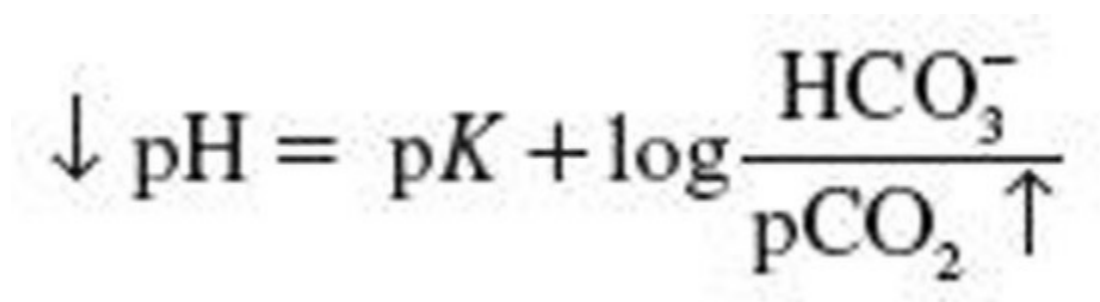 ↓ pH = pK + log HCO₃⁻ / pCO₂ ↑